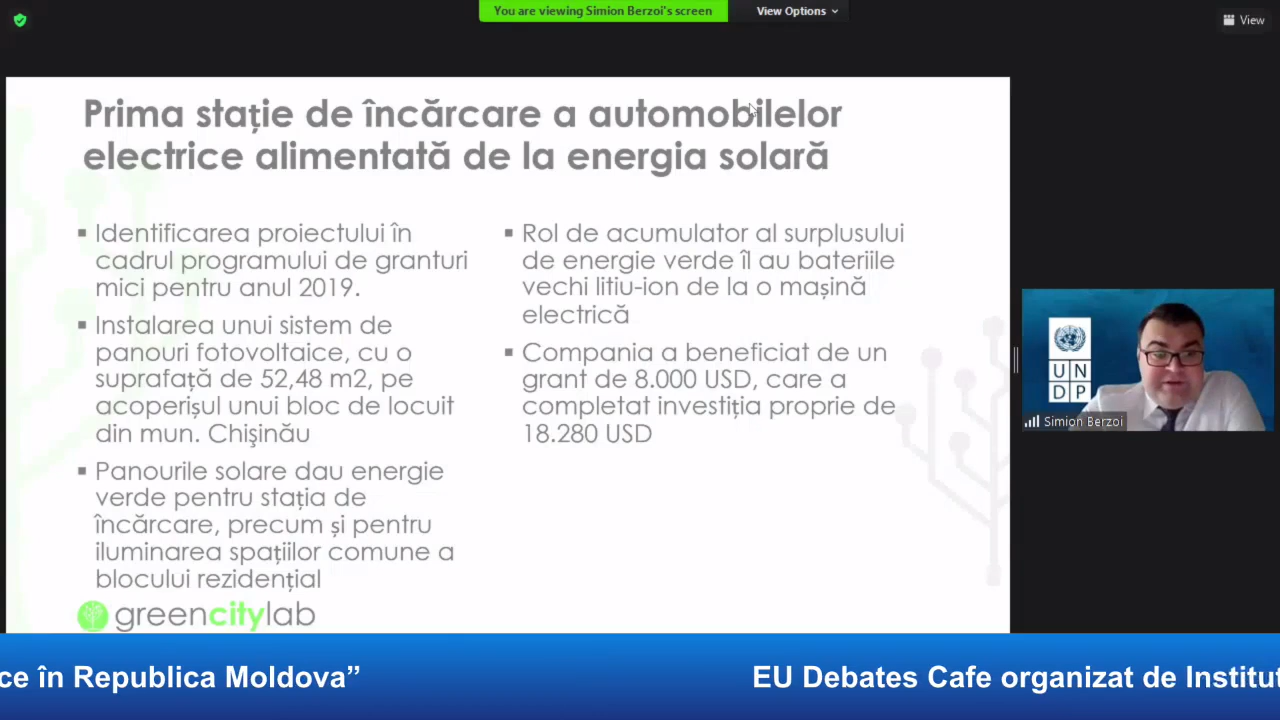 You are viewing Simion Berzoi's screen
View Options
View
Prima stație de încărcare a automobilelor
electrice alimentată de la energia solară
Identificarea proiectului în
cadrul programului de granturi
mici pentru anul 2019.
Instalarea unui sistem de
panouri fotovoltaice, cu o
suprafață de 52,48 m2, pe
acoperișul unui bloc de locuit
din mun. Chişinău
Panourile solare dau energie
verde pentru stația de
încărcare, precum și pentru
iluminarea spațiilor comune a
blocului rezidențial
Rol de acumulator al surplusului
de energie verde îl au bateriile
vechi litiu-ion de la o mașină
electrică
Compania a beneficiat de un
grant de 8.000 USD, care a
completat investiția proprie de
18.280 USD
greencitylab
U N
D P
Simion Berzoi
ce în Republica Moldova”
EU Debates Cafe organizat de Institut